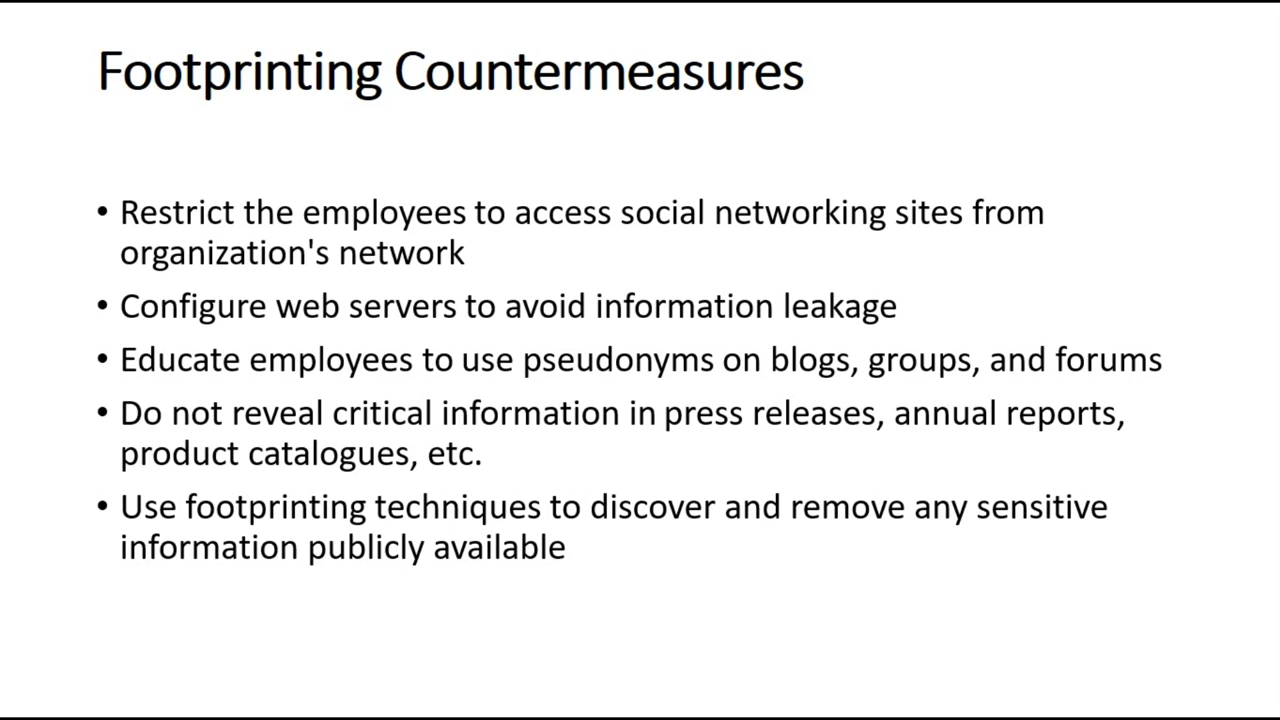 Footprinting Countermeasures
• Restrict the employees to access social networking sites from
organization's network
• Configure web servers to avoid information leakage
• Educate employees to use pseudonyms on blogs, groups, and forums
• Do not reveal critical information in press releases, annual reports,
product catalogues, etc.
• Use footprinting techniques to discover and remove any sensitive
information publicly available